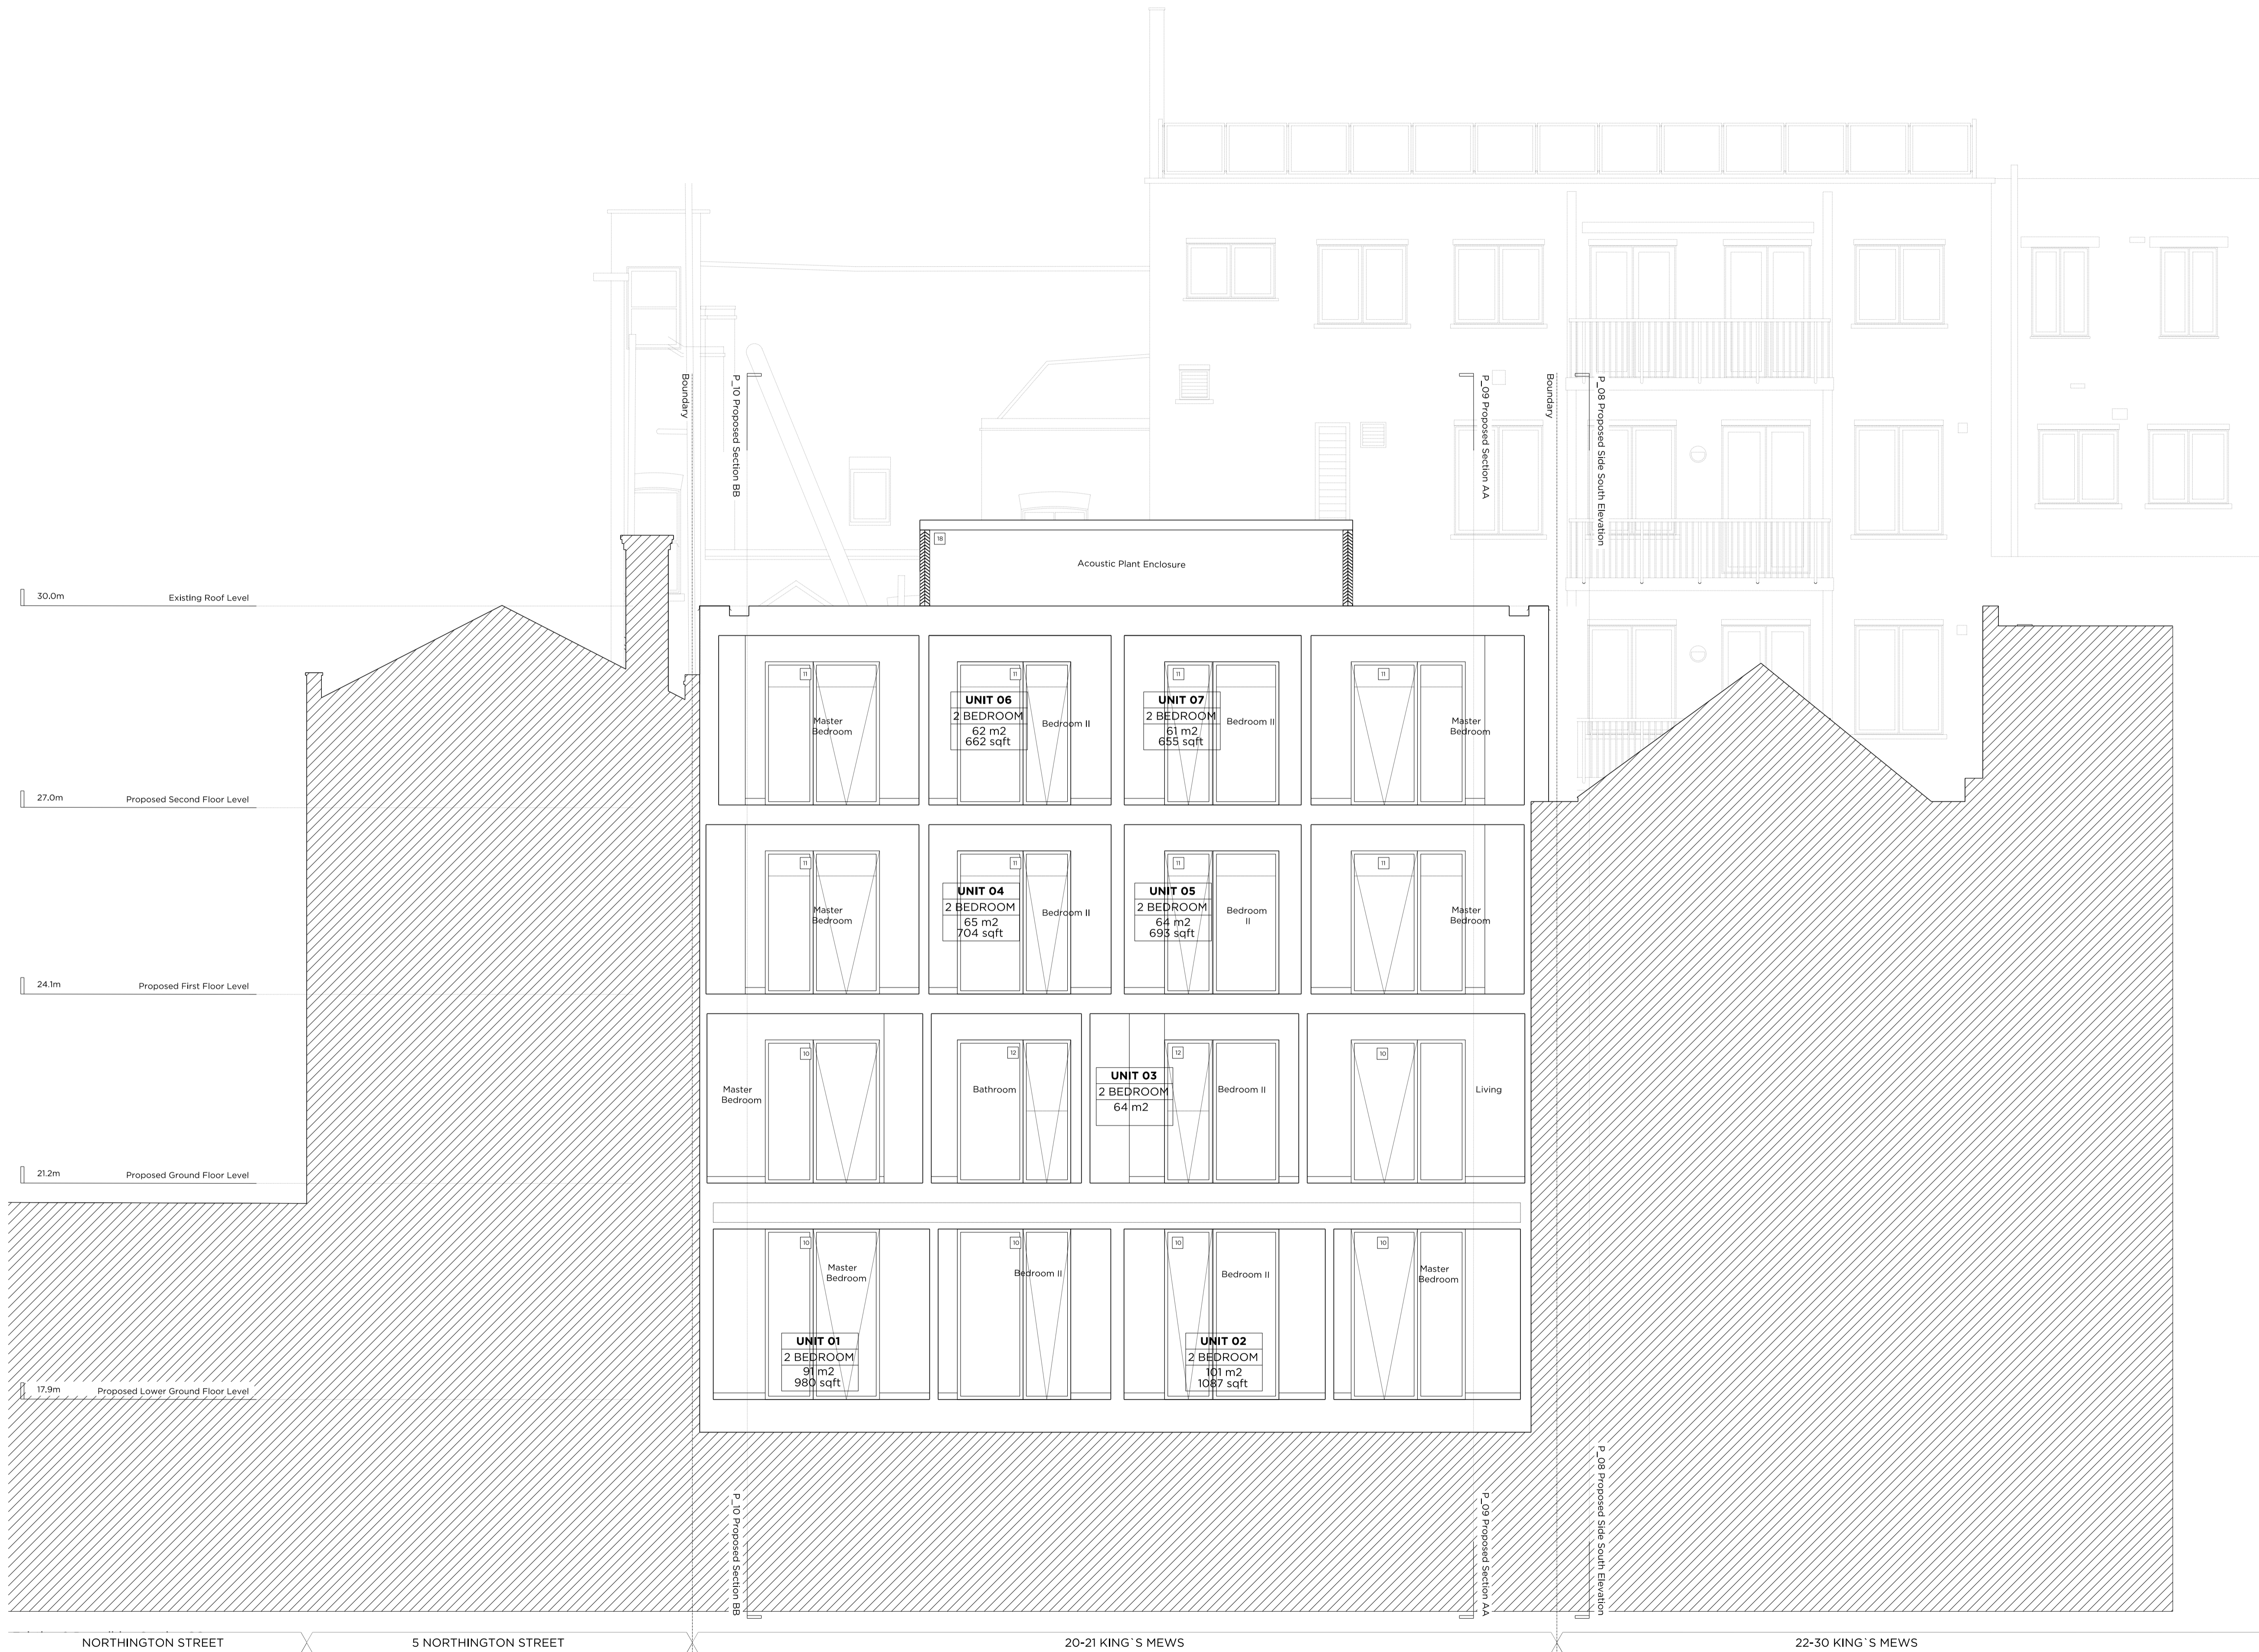 Boundary
P_10 Proposed Section BB
P_09 Proposed Section AA
Boundary
P_08 Proposed Side South Elevation
18
Acoustic Plant Enclosure
30.0m Existing Roof Level
11
11
11
11
UNIT 06
2 BEDROOM
62 m2
662 sqft
UNIT 07
2 BEDROOM
61 m2
655 sqft
Master
Bedroom
Bedroom II
Bedroom II
Master
Bedroom
27.0m Proposed Second Floor Level
11
11
11
11
UNIT 04
2 BEDROOM
65 m2
704 sqft
UNIT 05
2 BEDROOM
64 m2
693 sqft
Master
Bedroom
Bedroom II
Bedroom
II
Master
Bedroom
24.1m Proposed First Floor Level
10
12
12
10
UNIT 03
2 BEDROOM
64 m2
Master
Bedroom
Bathroom
Bedroom II
Living
21.2m Proposed Ground Floor Level
10
10
10
10
Master
Bedroom
Bedroom II
Bedroom II
Master
Bedroom
UNIT 01
2 BEDROOM
91 m2
980 sqft
UNIT 02
2 BEDROOM
101 m2
1087 sqft
17.9m Proposed Lower Ground Floor Level
P_10 Proposed Section BB
P_09 Proposed Section AA
P_08 Proposed Side South Elevation
NORTHINGTON STREET
5 NORTHINGTON STREET
20-21 KING`S MEWS
22-30 KING`S MEWS